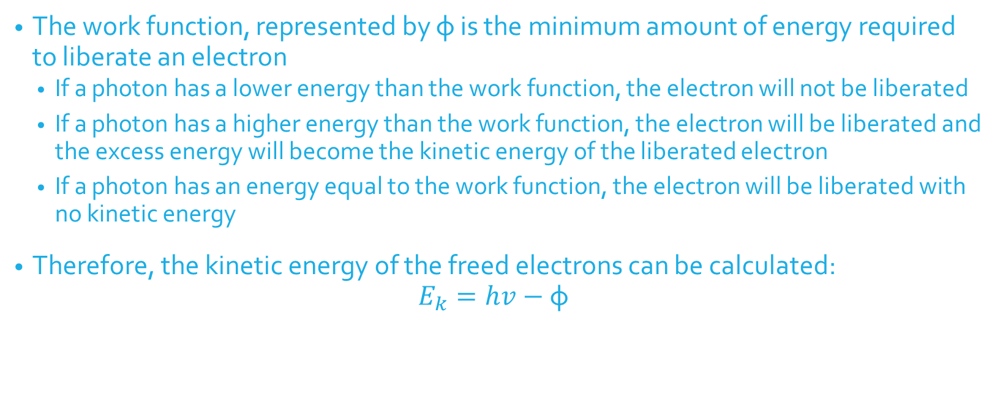 • The work function, represented by ϕ is the minimum amount of energy required
to liberate an electron
• If a photon has a lower energy than the work function, the electron will not be liberated
• If a photon has a higher energy than the work function, the electron will be liberated and
the excess energy will become the kinetic energy of the liberated electron
• If a photon has an energy equal to the work function, the electron will be liberated with
no kinetic energy
• Therefore, the kinetic energy of the freed electrons can be calculated:
𝐸ₖ = ℎ𝑣 − ϕ